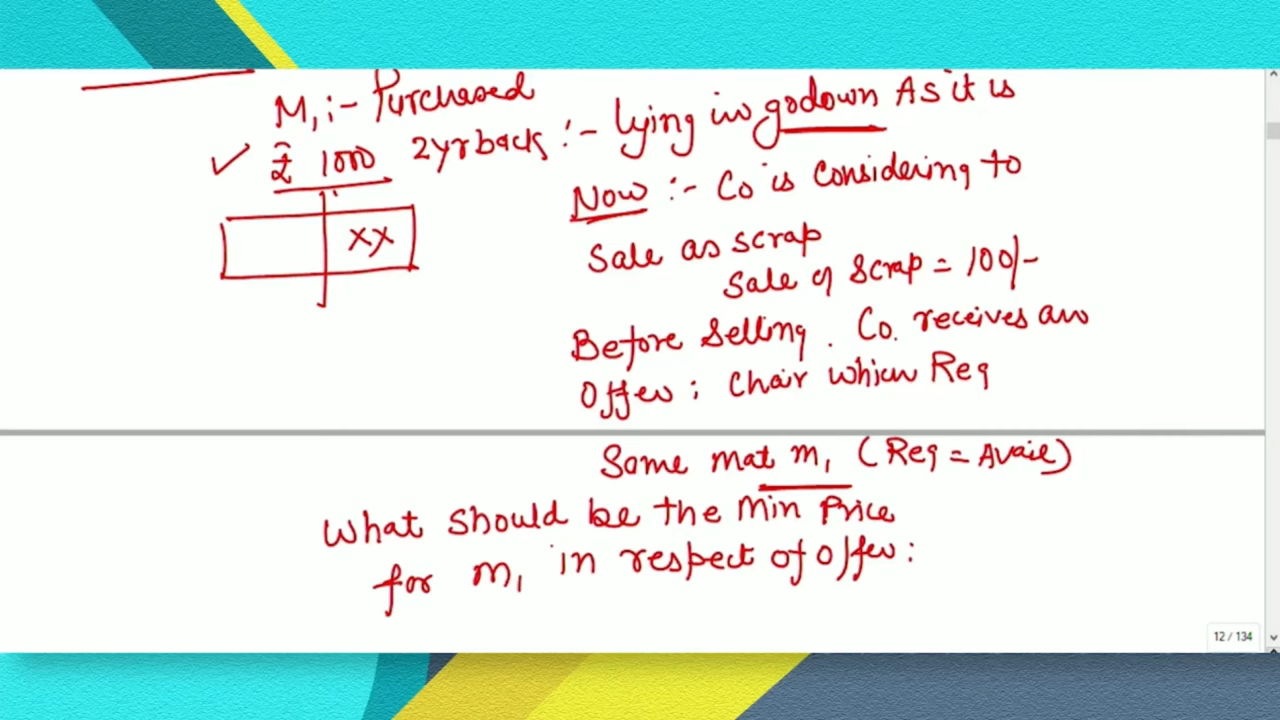 M₁ :- Purchased
₹ 1000 2yr back :- lying in godown As it is
Now :- Co is Considering to
XX
Sale as scrap
Sale of Scrap = 100/-
Before Selling. Co. receives an
Offer : Chair which Req
Same mat m₁ (Req = Avail)
What should be the Min Price
for m₁ in respect of offer :
12 / 134